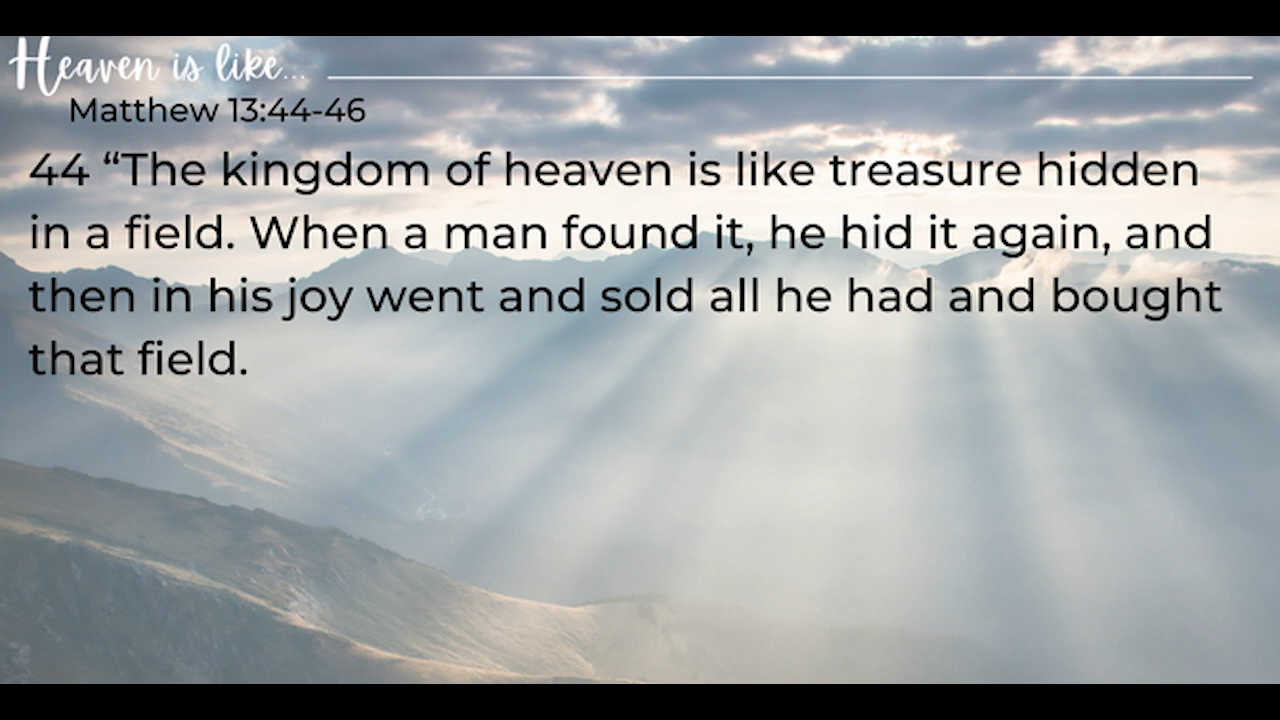 Heaven is like...
Matthew 13:44-46
44 “The kingdom of heaven is like treasure hidden
in a field. When a man found it, he hid it again, and
then in his joy went and sold all he had and bought
that field.